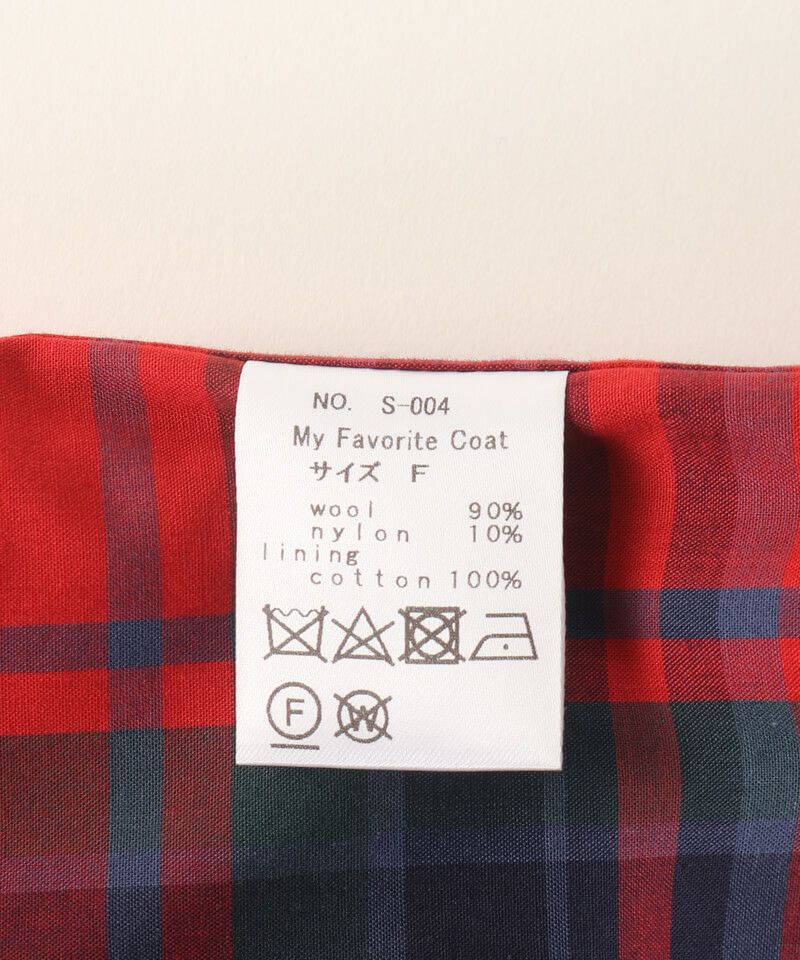 NO. S-004
My Favorite Coat
サイズ F
wool 90%
nylon 10%
lining
cotton 100%
F W